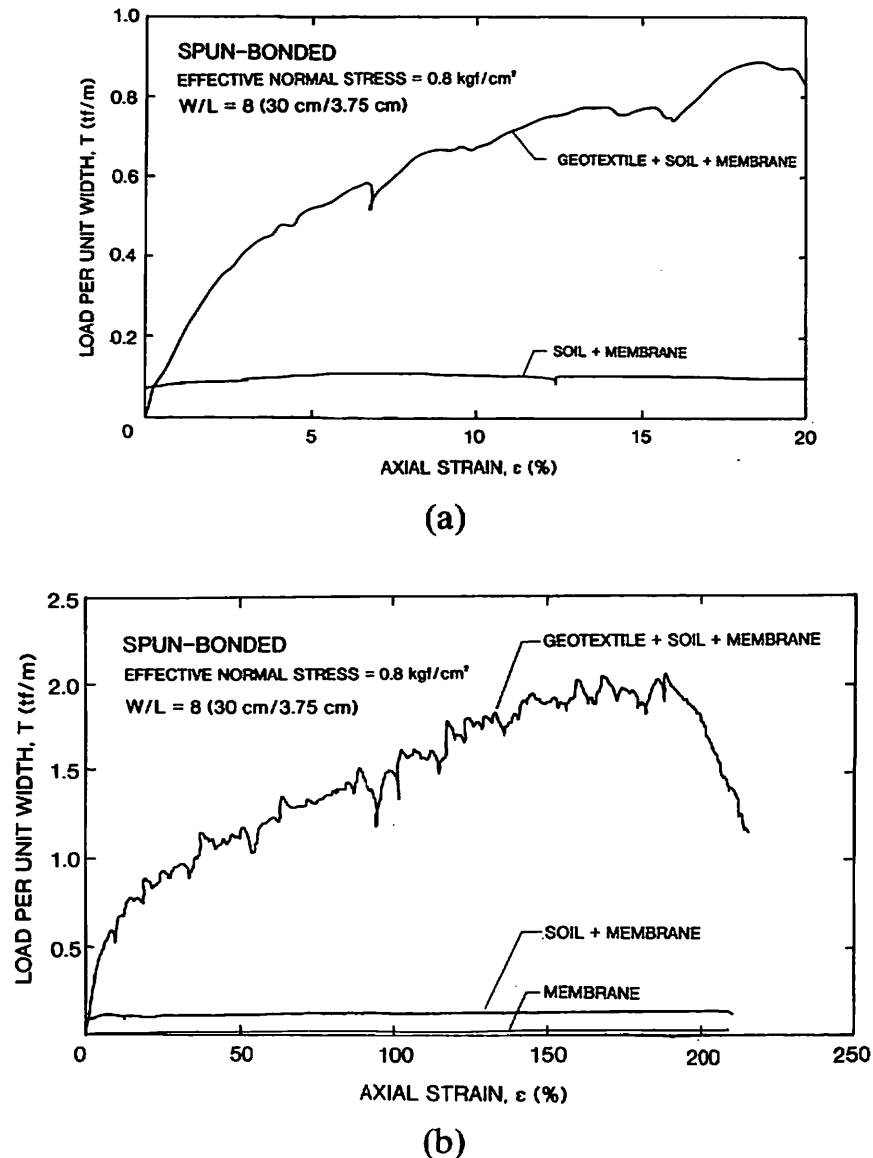 1.0
SPUN-BONDED
EFFECTIVE NORMAL STRESS = 0.8 kgf/cm²
W/L = 8 (30 cm/3.75 cm)
0.8
GEOTEXTILE + SOIL + MEMBRANE
0.6
0.4
0.2
SOIL + MEMBRANE
0
5
10
15
20
LOAD PER UNIT WIDTH, T (tf/m)
AXIAL STRAIN, ε (%)
(a)
2.5
SPUN-BONDED
GEOTEXTILE + SOIL + MEMBRANE
EFFECTIVE NORMAL STRESS = 0.8 kgf/cm²
W/L = 8 (30 cm/3.75 cm)
2.0
1.5
1.0
SOIL + MEMBRANE
0.5
MEMBRANE
0
50
100
150
200
250
LOAD PER UNIT WIDTH, T (tf/m)
AXIAL STRAIN, ε (%)
(b)